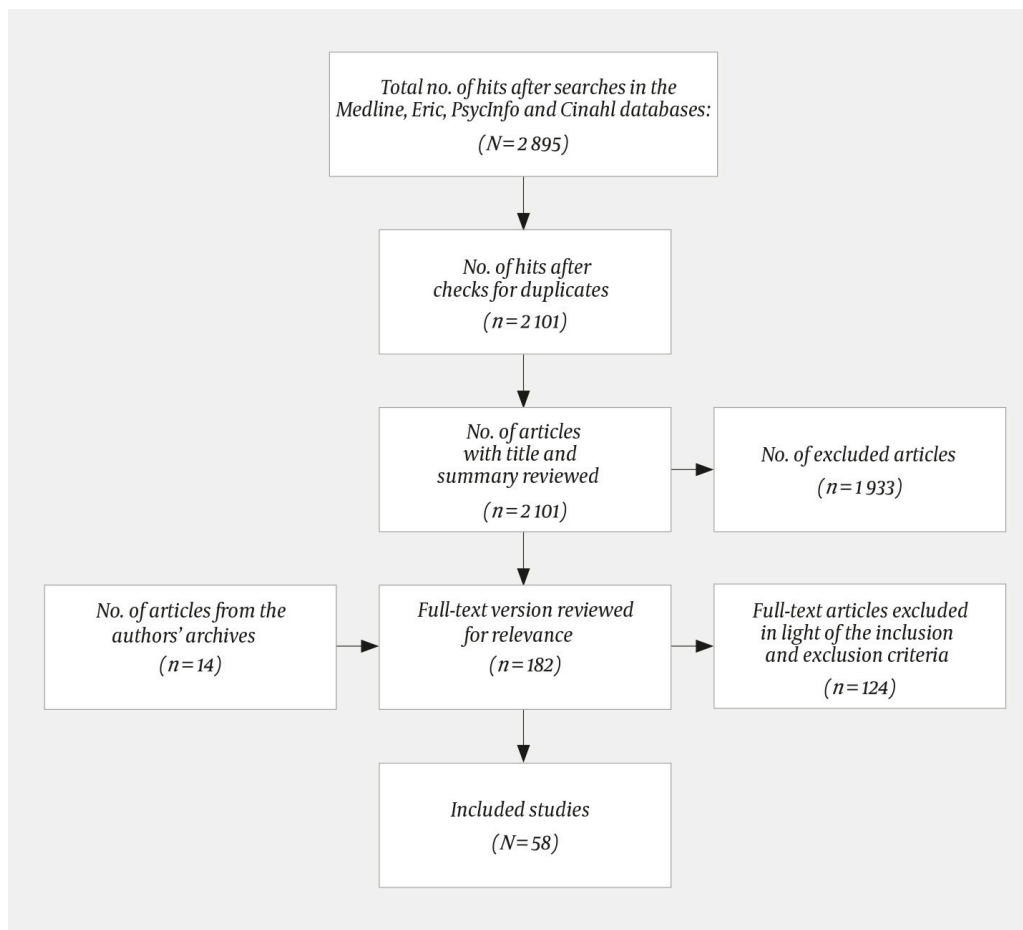 Total no. of hits after searches in the
Medline, Eric, PsycInfo and Cinahl databases:
(N=2 895)
No. of hits after
checks for duplicates
(n=2 101)
No. of articles
with title and
summary reviewed
(n=2 101)
No. of excluded articles
(n=1 933)
No. of articles from the
authors’ archives
(n=14)
Full-text version reviewed
for relevance
(n=182)
Full-text articles excluded
in light of the inclusion
and exclusion criteria
(n=124)
Included studies
(N=58)